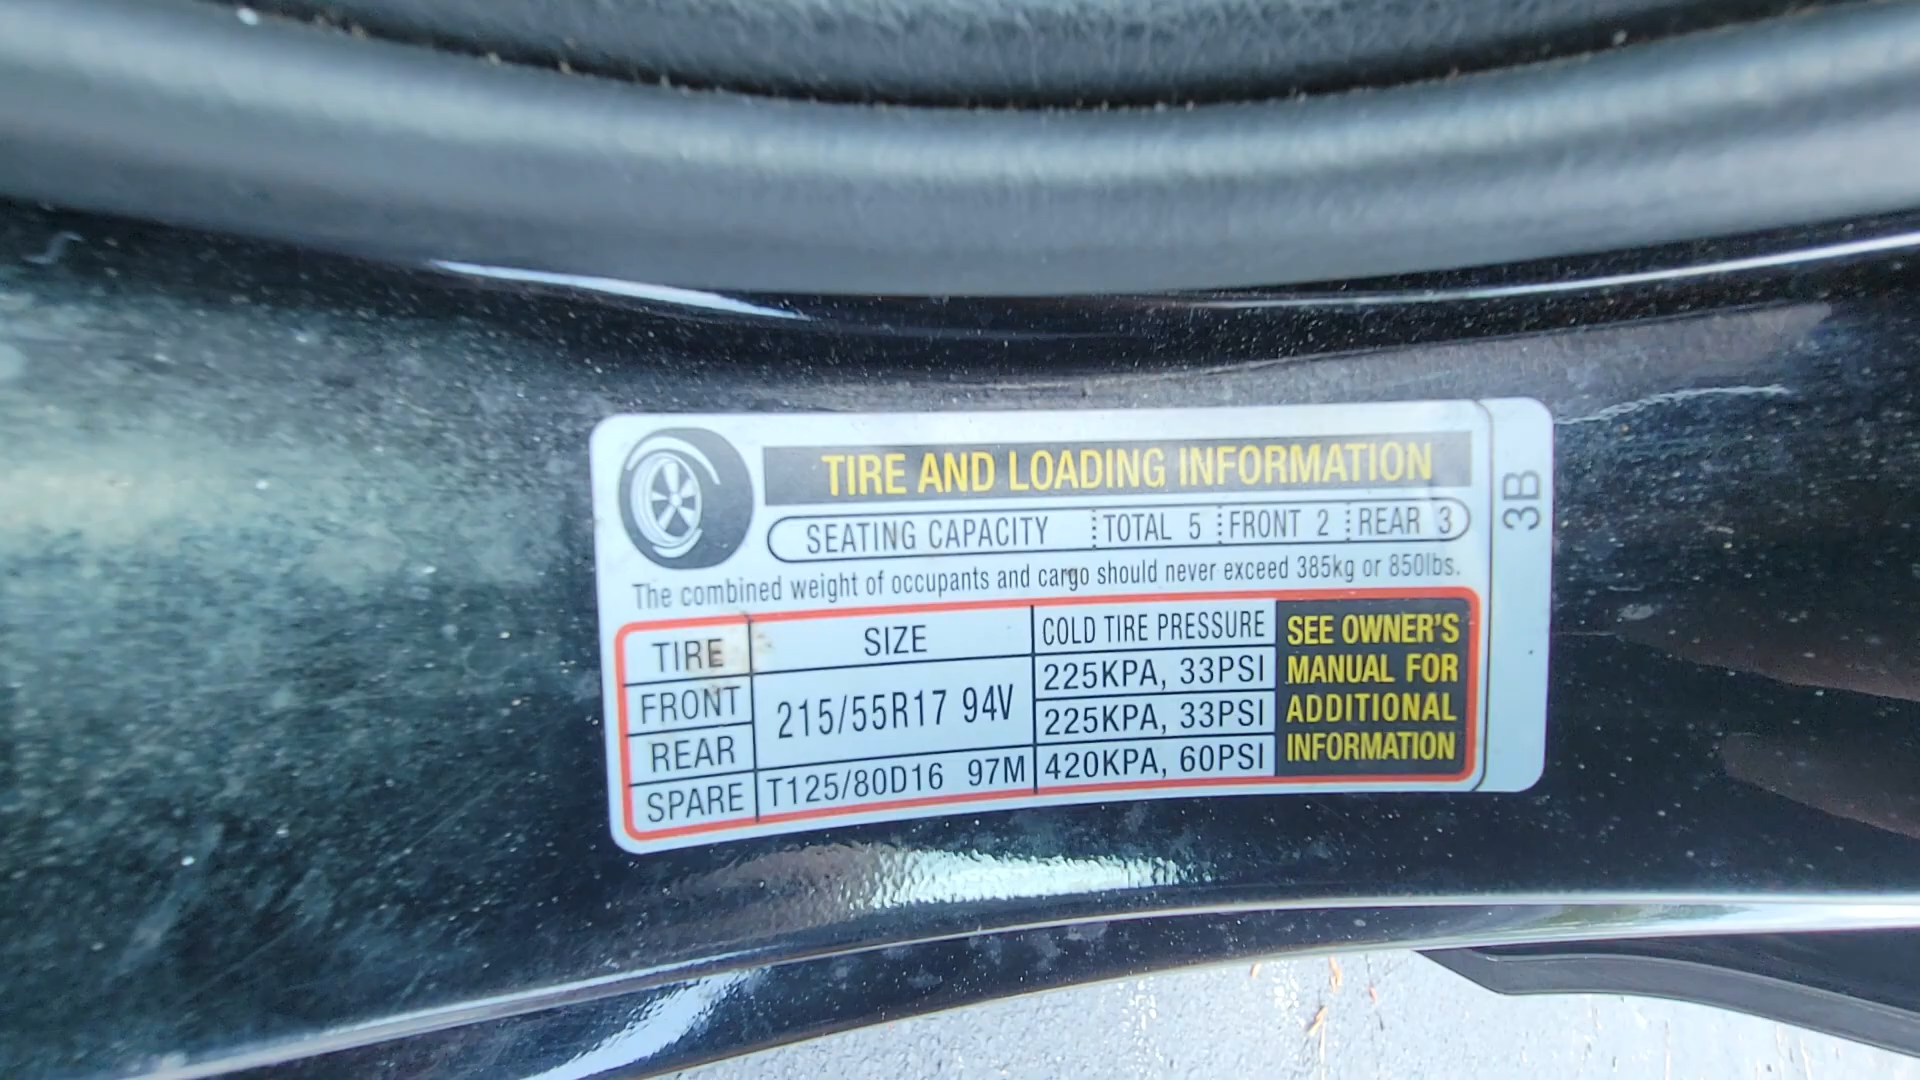 TIRE AND LOADING INFORMATION
SEATING CAPACITY TOTAL 5 FRONT 2 REAR 3
The combined weight of occupants and cargo should never exceed 385kg or 850lbs.
TIRE SIZE COLD TIRE PRESSURE
FRONT 215/55R17 94V 225KPA, 33PSI
REAR 225KPA, 33PSI
SPARE T125/80D16 97M 420KPA, 60PSI
SEE OWNER'S
MANUAL FOR
ADDITIONAL
INFORMATION
3B